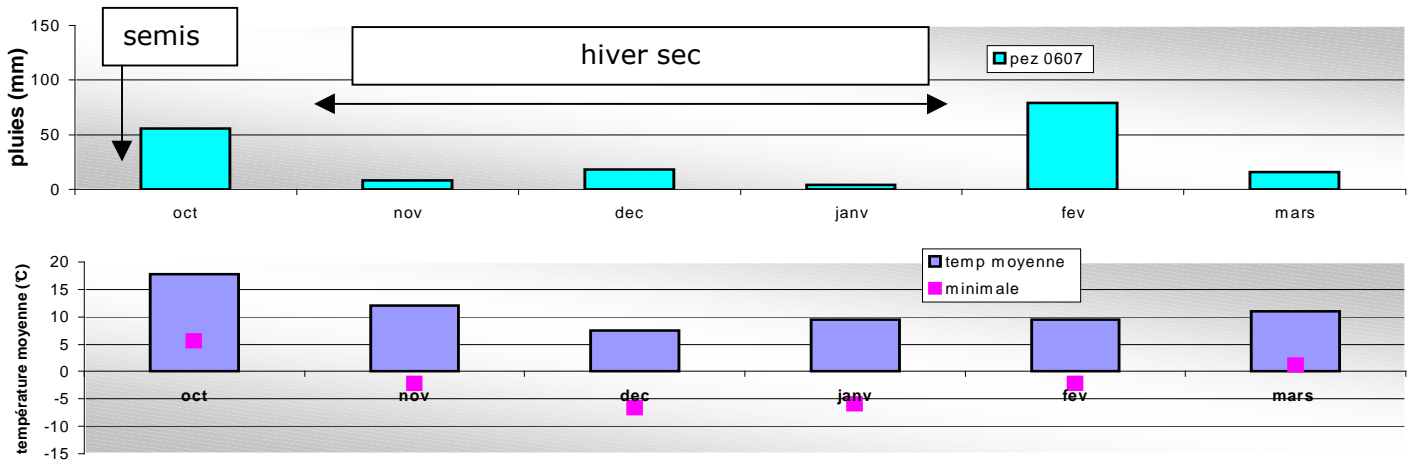 semis
hiver sec
pez 0607
pluies (mm)
150
100
50
0
oct nov dec janv fev mars
temp moyenne
minimale
température moyenne (°C)
20
15
10
5
0
-5
-10
-15
oct nov dec janv fev mars